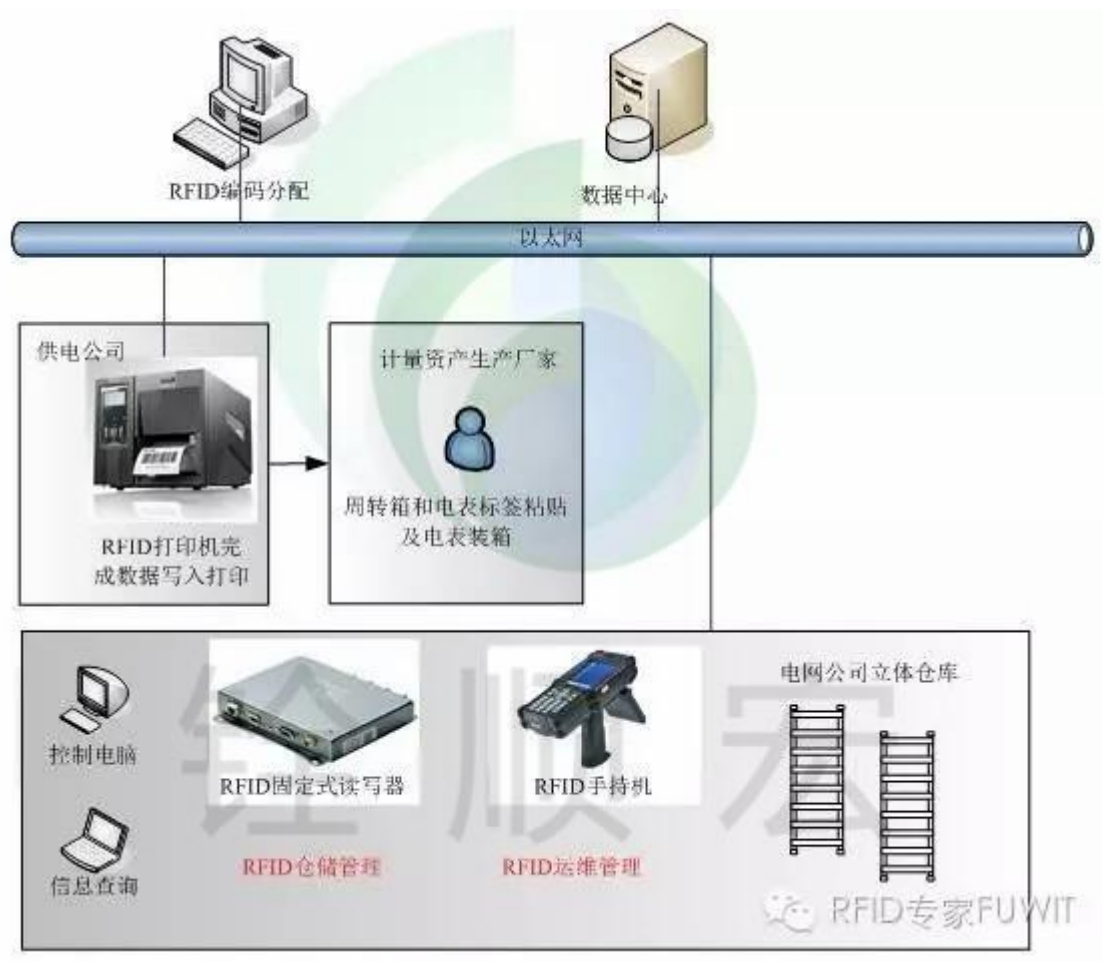 RFID编码分配
数据中心
以太网
供电公司
计量资产生产厂家
周转箱和电表标签粘贴
及电表装箱
RFID打印机完
成数据写入打印
电网公司立体仓库
控制电脑
RFID固定式读写器
RFID手持机
铨顺宏
RFID仓储管理
RFID运维管理
信息查询
RFID专家FUWIT